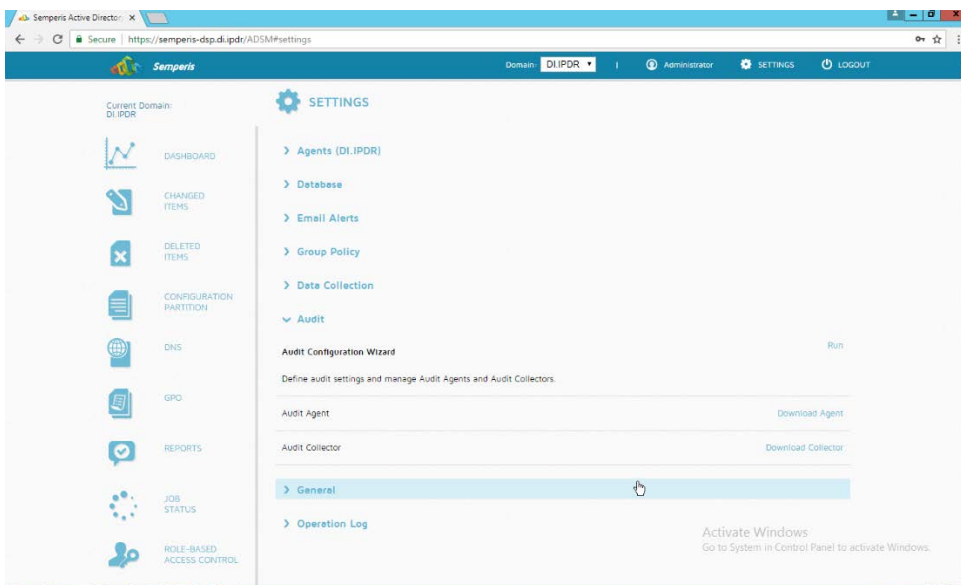 Semperis Active Director
Secure https://semperis-dsp.di.ipdr/ADSM#settings
Semperis
Domain: DI.IPDR
Administrator
SETTINGS
LOGOUT
Current Domain:
DI.IPDR
DASHBOARD
CHANGED
ITEMS
DELETED
ITEMS
CONFIGURATION
PARTITION
DNS
GPO
REPORTS
JOB
STATUS
ROLE-BASED
ACCESS CONTROL
SETTINGS
Agents (DI.IPDR)
Database
Email Alerts
Group Policy
Data Collection
Audit
Audit Configuration Wizard Run
Define audit settings and manage Audit Agents and Audit Collectors.
Audit Agent Download Agent
Audit Collector Download Collector
General
Operation Log
Activate Windows
Go to System in Control Panel to activate Windows.